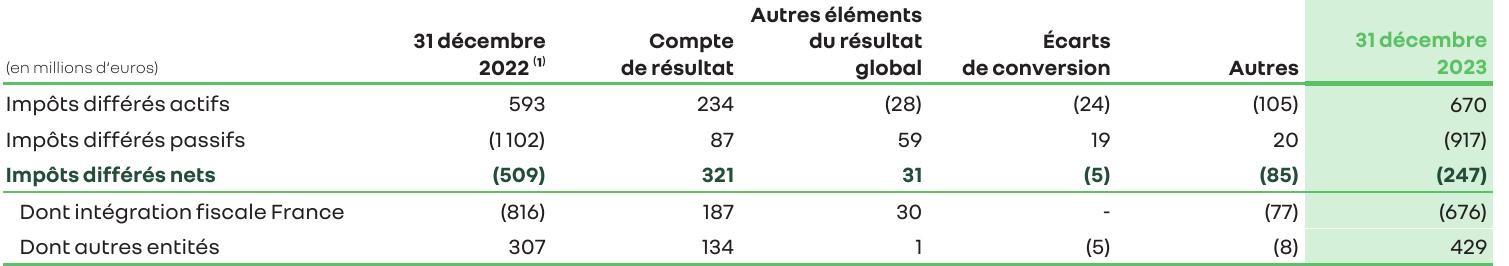 (en millions d'euros) 31 décembre 2022 (1) Compte de résultat Autres éléments du résultat global Écarts de conversion Autres 31 décembre 2023
Impôts différés actifs 593 234 (28) (24) (105) 670
Impôts différés passifs (1 102) 87 59 19 20 (917)
Impôts différés nets (509) 321 31 (5) (85) (247)
Dont intégration fiscale France (816) 187 30 - (77) (676)
Dont autres entités 307 134 1 (5) (8) 429